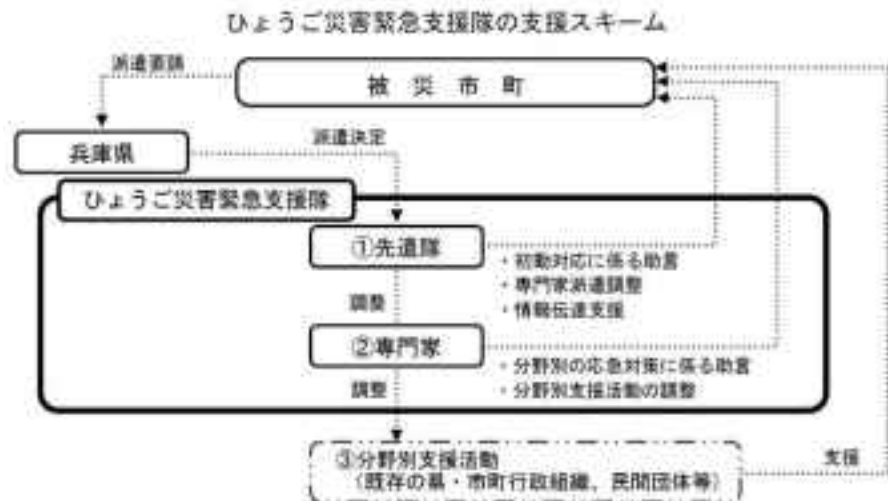 ひょうご災害緊急支援隊の支援スキーム
派遣要請
被災市町
兵庫県
派遣決定
ひょうご災害緊急支援隊
①先遣隊
・初動対応に係る助言
・専門家派遣調整
・情報伝達支援
調整
②専門家
・分野別の応急対策に係る助言
・分野別支援活動の調整
調整
③分野別支援活動
(既存の県・市町行政組織、民間団体等)
支援